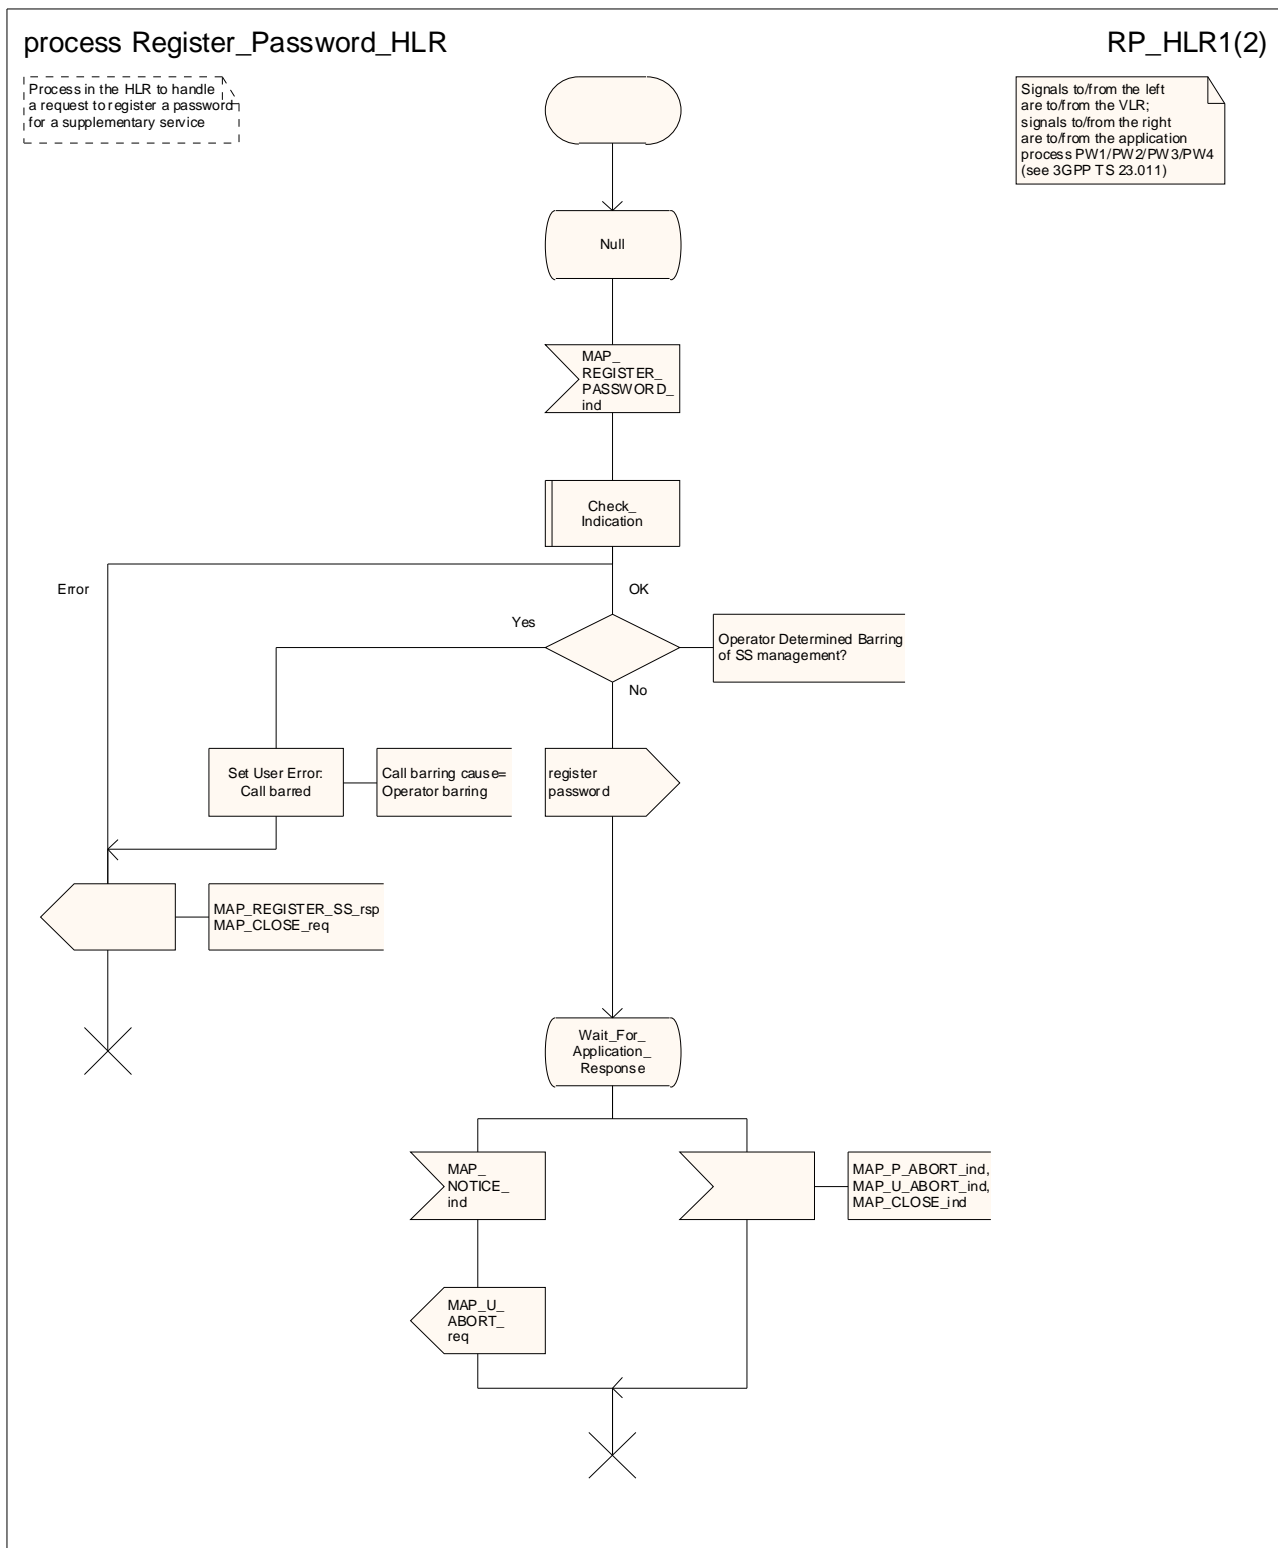 process Register_Password_HLR
RP_HLR1(2)
Process in the HLR to handle
a request to register a password
for a supplementary service
Signals to/from the left
are to/from the VLR;
signals to/from the right
are to/from the application
process PW1/PW2/PW3/PW4
(see 3GPP TS 23.011)
Null
MAP_
REGISTER_
PASSWORD_
ind
Check_
Indication
Error
OK
Yes
Operator Determined Barring
of SS management?
No
Set User Error:
Call barred
Call barring cause=
Operator barring
register
password
MAP_REGISTER_SS_rsp
MAP_CLOSE_req
Wait_For_
Application_
Response
MAP_
NOTICE_
ind
MAP_P_ABORT_ind,
MAP_U_ABORT_ind,
MAP_CLOSE_ind
MAP_U_
ABORT_
req